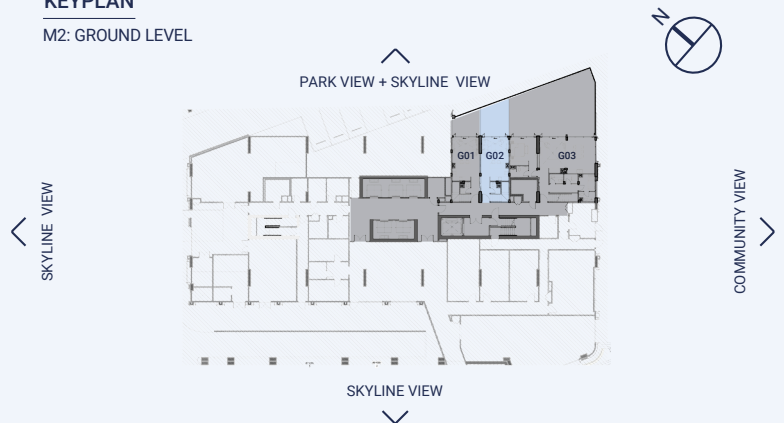 KEYPLAN
M2: GROUND LEVEL
N
PARK VIEW + SKYLINE VIEW
G01
G02
G03
SKYLINE VIEW
COMMUNITY VIEW
SKYLINE VIEW